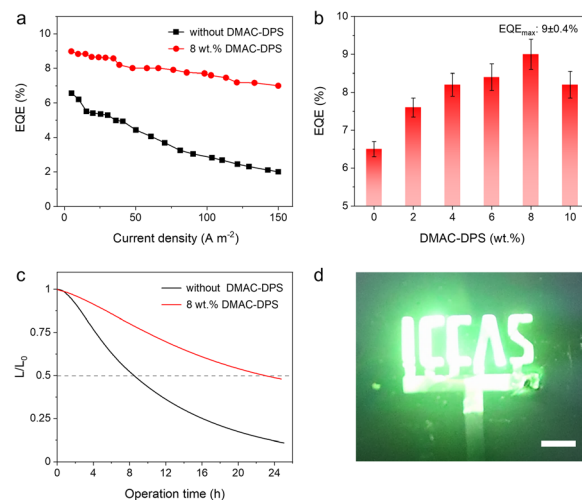 a
without DMAC-DPS
8 wt.% DMAC-DPS
EQE (%)
10
8
6
4
2
0
0
50
100
150
Current density (A m⁻²)
b
EQEmax: 9±0.4%
EQE (%)
10
9
8
7
6
5
0
2
4
6
8
10
DMAC-DPS (wt.%)
c
without DMAC-DPS
8 wt.% DMAC-DPS
L/L₀
1
0.75
0.5
0.25
0
0
4
8
12
16
20
24
Operation time (h)
d
ICCAS